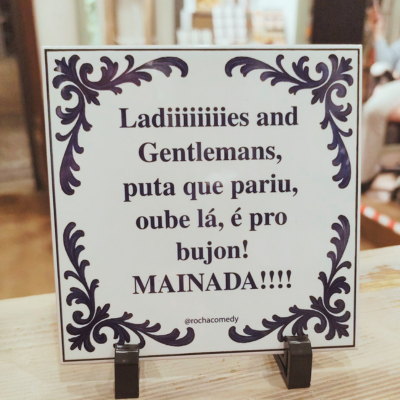 Ladiiiiiiiies and
Gentlemans,
puta que pariu,
oube lá, é pro
bujon!
MAINADA!!!!
@rochacomedy